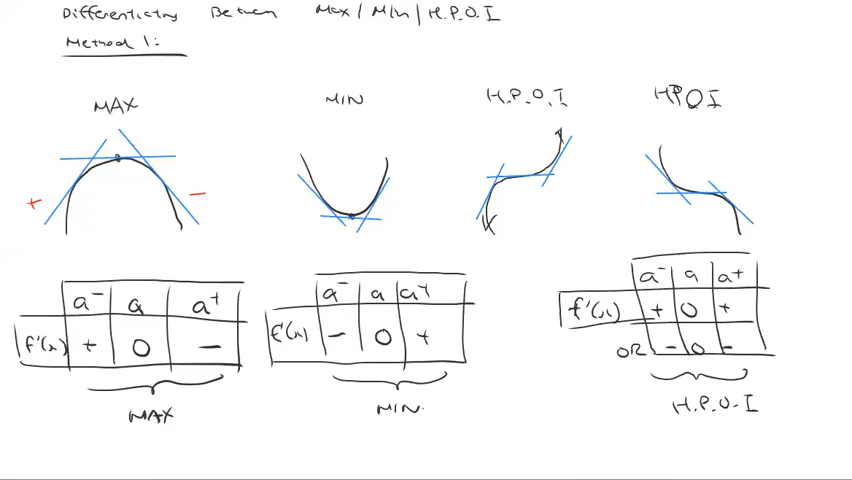 Differentiating Between Max / Min / H.P.O.I
Method 1:
MAX
MIN
H.P.O.I
HPOI
+
−
a⁻ a a⁺
f'(x) + 0 −
MAX
a⁻ a a⁺
f'(x) − 0 +
MIN.
a⁻ a a⁺
f'(x) + 0 +
OR − 0 −
H.P.O.I